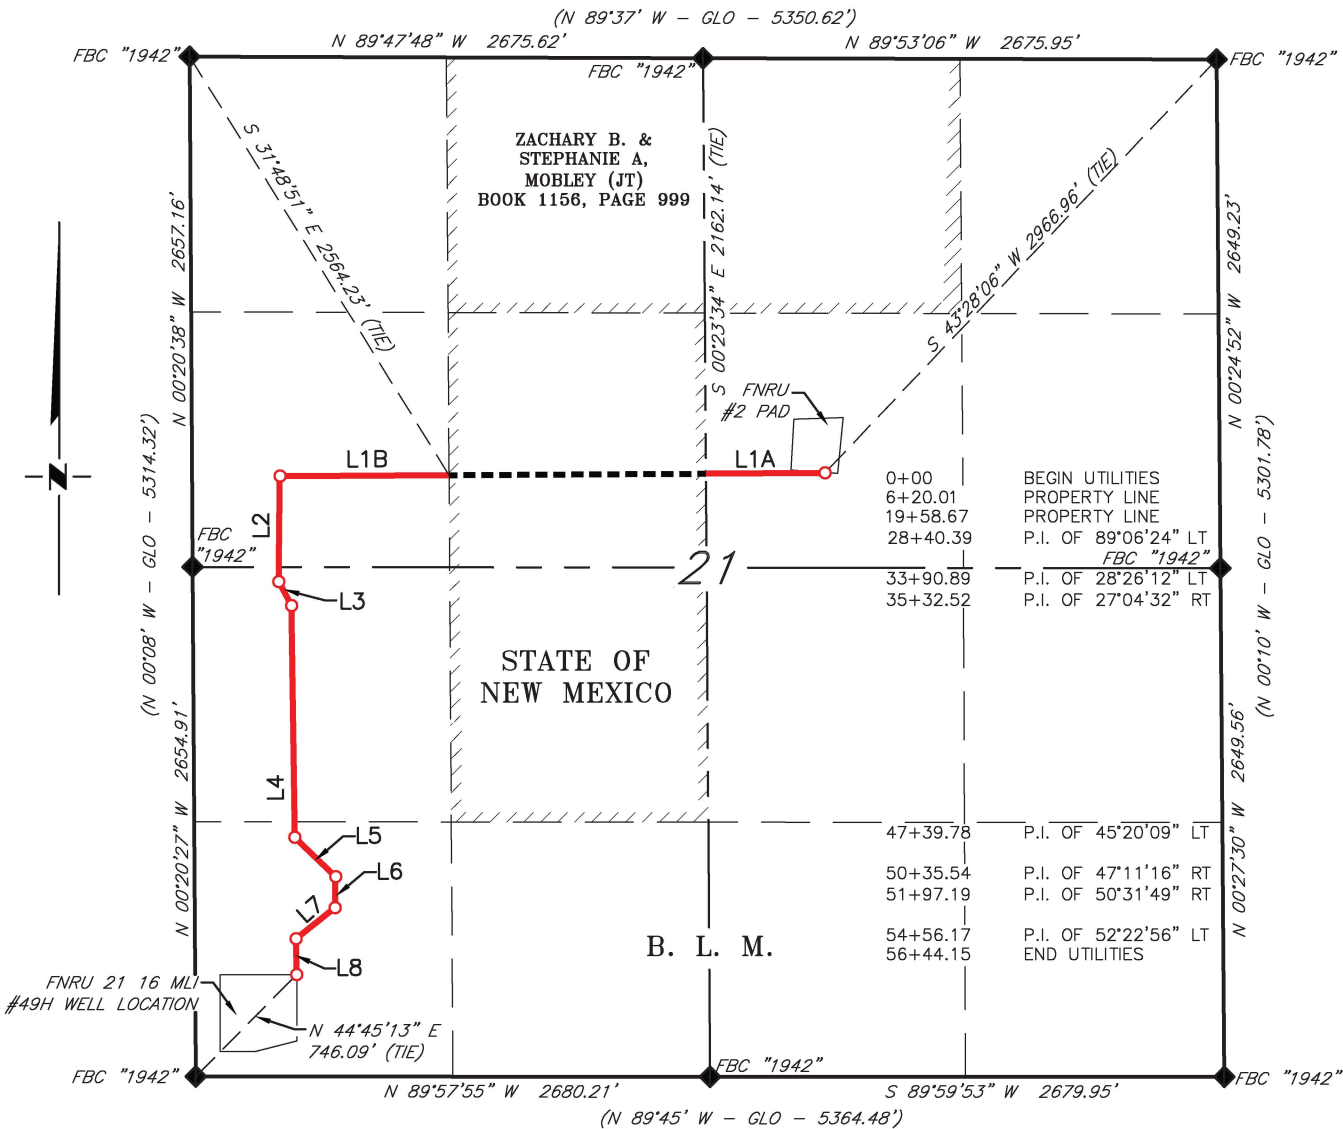 (N 89°37' W - GLO - 5350.62')
N 89°47'48" W 2675.62'
N 89°53'06" W 2675.95'
FBC "1942"
FBC "1942"
FBC "1942"
ZACHARY B. &
STEPHANIE A,
MOBLEY (JT)
BOOK 1156, PAGE 999
S 31°48'51" E 2564.23' (TIE)
S 00°23'34" E 2162.14' (TIE)
S 43°28'06" W 2966.96' (TIE)
N 00°20'38" W 2657.16'
N 00°24'52" W 2649.23'
(N 00°08' W - GLO - 5314.32')
(N 00°10' W - GLO - 5301.78')
N
FNRU
#2 PAD
L1B
L1A
0+00 BEGIN UTILITIES
6+20.01 PROPERTY LINE
19+58.67 PROPERTY LINE
28+40.39 P.I. OF 89°06'24" LT
L2
FBC
"1942"
FBC "1942"
21
33+90.89 P.I. OF 28°26'12" LT
35+32.52 P.I. OF 27°04'32" RT
L3
STATE OF
NEW MEXICO
N 00°20'27" W 2654.91'
N 00°27'30" W 2649.56'
L4
L5
47+39.78 P.I. OF 45°20'09" LT
L6
50+35.54 P.I. OF 47°11'16" RT
51+97.19 P.I. OF 50°31'49" RT
L7
B. L. M.
54+56.17 P.I. OF 52°22'56" LT
56+44.15 END UTILITIES
L8
FNRU 21 16 MLI
#49H WELL LOCATION
N 44°45'13" E
746.09' (TIE)
FBC "1942"
FBC "1942"
FBC "1942"
N 89°57'55" W 2680.21'
S 89°59'53" W 2679.95'
(N 89°45' W - GLO - 5364.48')